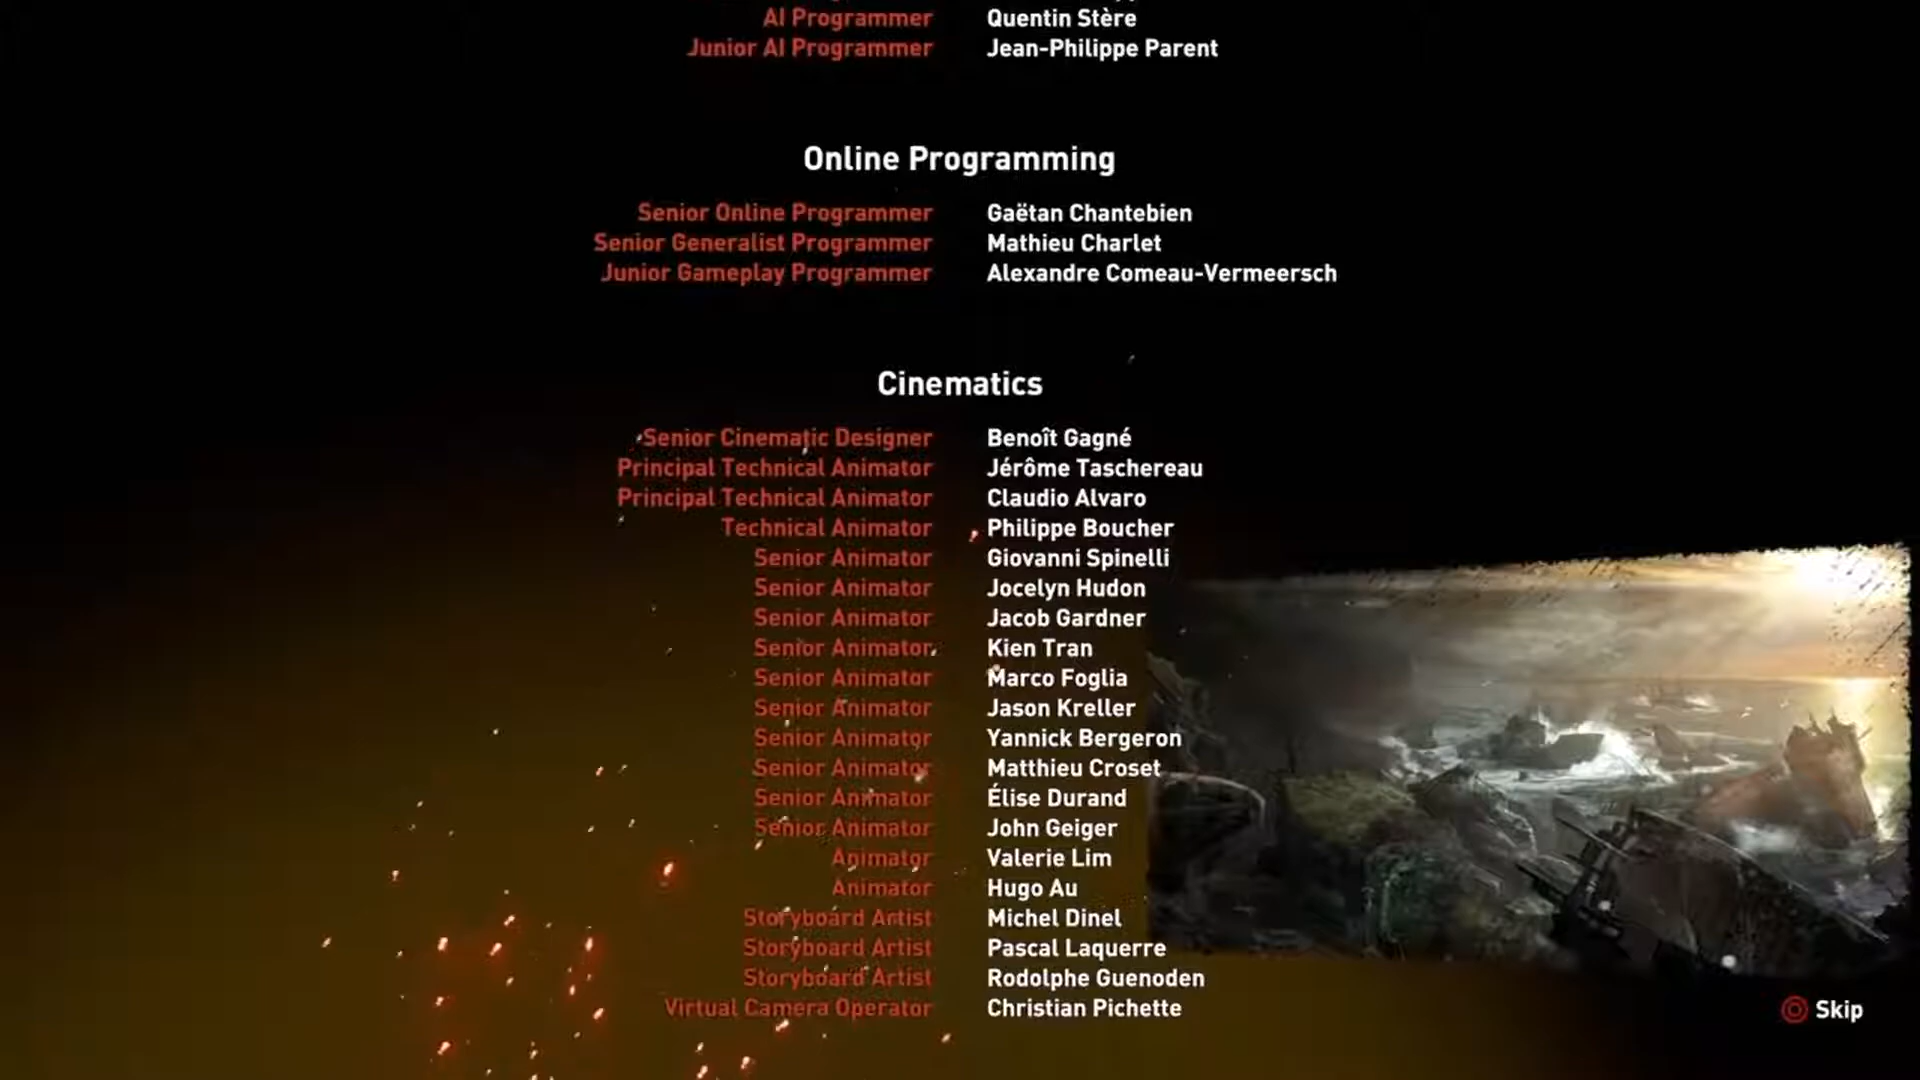 AI Programmer Quentin Stère
Junior AI Programmer Jean-Philippe Parent
Online Programming
Senior Online Programmer Gaëtan Chantebien
Senior Generalist Programmer Mathieu Charlet
Junior Gameplay Programmer Alexandre Comeau-Vermeersch
Cinematics
Senior Cinematic Designer Benoît Gagné
Principal Technical Animator Jérôme Taschereau
Principal Technical Animator Claudio Alvaro
Technical Animator Philippe Boucher
Senior Animator Giovanni Spinelli
Senior Animator Jocelyn Hudon
Senior Animator Jacob Gardner
Senior Animator Kien Tran
Senior Animator Marco Foglia
Senior Animator Jason Kreller
Senior Animator Yannick Bergeron
Senior Animator Matthieu Croset
Senior Animator Élise Durand
Senior Animator John Geiger
Animator Valerie Lim
Animator Hugo Au
Storyboard Artist Michel Dinel
Storyboard Artist Pascal Laquerre
Storyboard Artist Rodolphe Guenoden
Virtual Camera Operator Christian Pichette
Skip